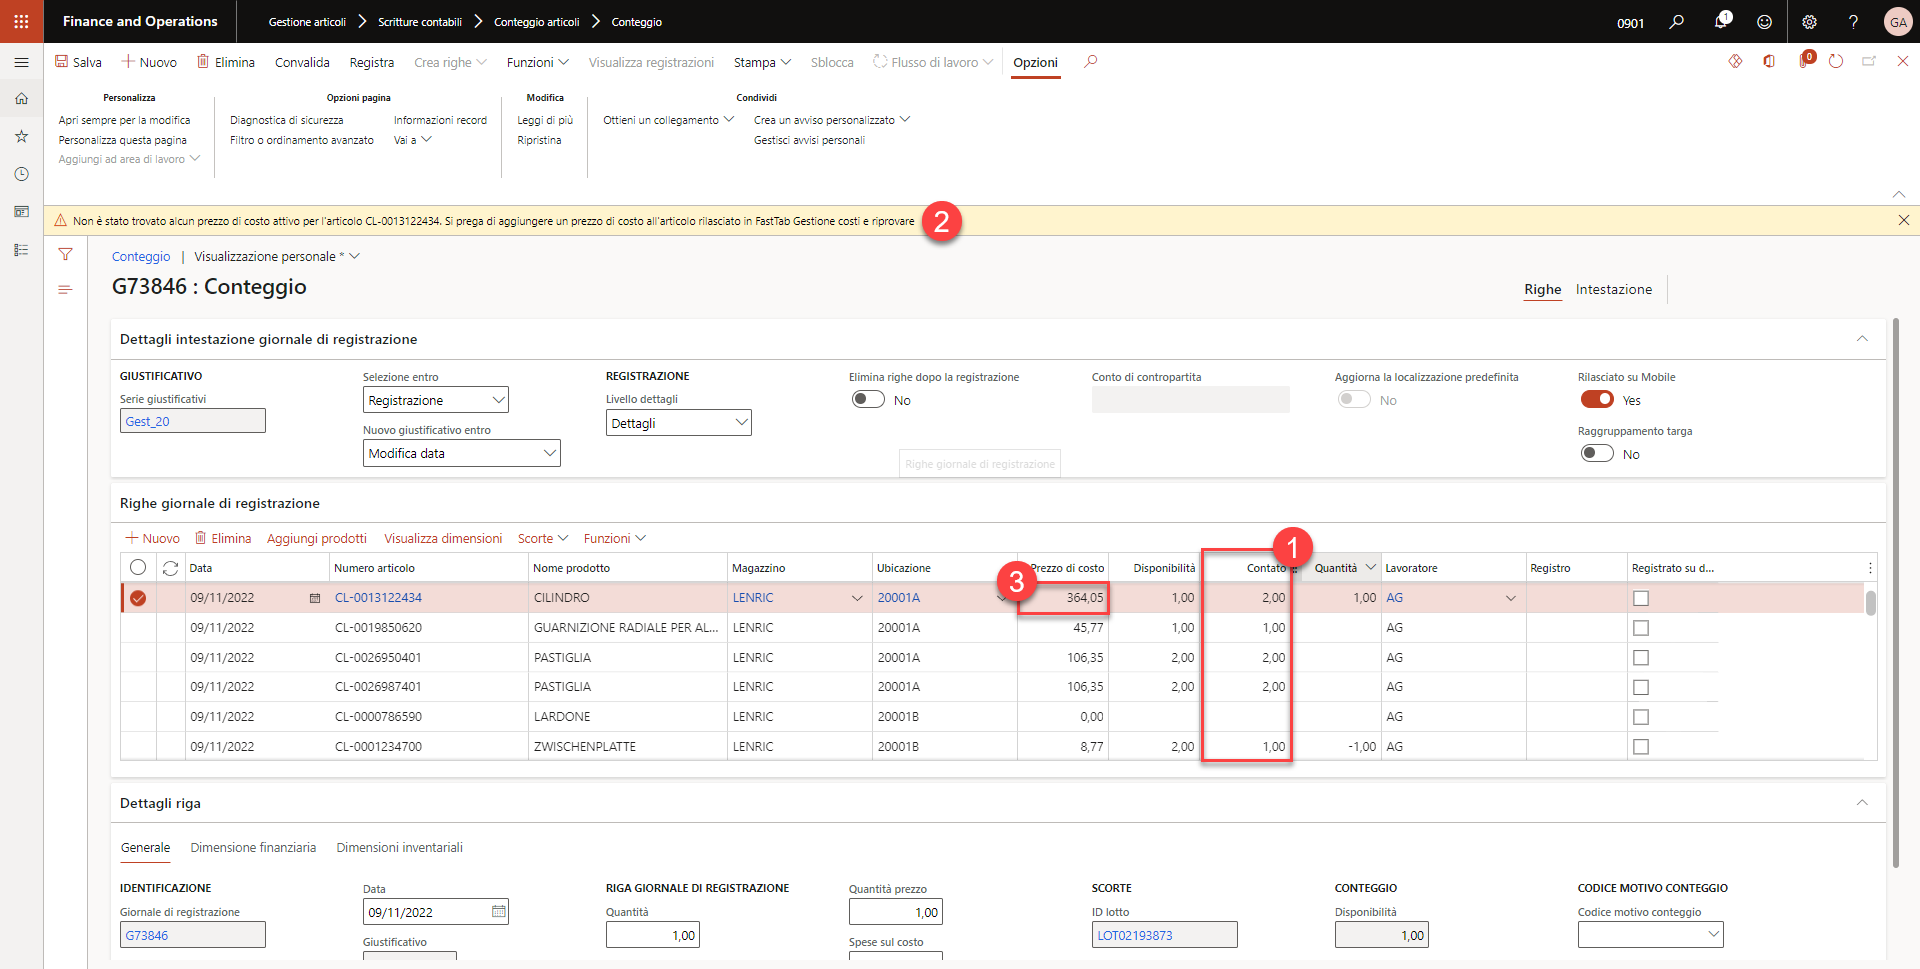 Finance and Operations
Gestione articoli
Scritture contabili
Conteggio articoli
Conteggio
0901
1
?
GA
Salva
Nuovo
Elimina
Convalida
Registra
Crea righe
Funzioni
Visualizza registrazioni
Stampa
Sblocca
Flusso di lavoro
Opzioni
0
Personalizza
Apri sempre per la modifica
Personalizza questa pagina
Aggiungi ad area di lavoro
Opzioni pagina
Diagnostica di sicurezza
Informazioni record
Filtro o ordinamento avanzato
Vai a
Modifica
Leggi di più
Ripristina
Condividi
Ottieni un collegamento
Crea un avviso personalizzato
Gestisci avvisi personali
Non è stato trovato alcun prezzo di costo attivo per l'articolo CL-0013122434. Si prega di aggiungere un prezzo di costo all'articolo rilasciato in FastTab Gestione costi e riprovare
2
Conteggio | Visualizzazione personale *
G73846 : Conteggio
Righe
Intestazione
Dettagli intestazione giornale di registrazione
GIUSTIFICATIVO
Serie giustificativi
Gest_20
Selezione entro
Registrazione
Nuovo giustificativo entro
Modifica data
REGISTRAZIONE
Livello dettagli
Dettagli
Elimina righe dopo la registrazione
No
Conto di contropartita
Aggiorna la localizzazione predefinita
No
Rilasciato su Mobile
Yes
Raggruppamento targa
No
Righe giornale di registrazione
Righe giornale di registrazione
Nuovo
Elimina
Aggiungi prodotti
Visualizza dimensioni
Scorte
Funzioni
1
3
Data Numero articolo Nome prodotto Magazzino Ubicazione Prezzo di costo Disponibilità Contato Quantità Lavoratore Registro Registrato su d...
09/11/2022 CL-0013122434 CILINDRO LENRIC 20001A 364,05 1,00 2,00 1,00 AG
09/11/2022 CL-0019850620 GUARNIZIONE RADIALE PER AL... LENRIC 20001A 45,77 1,00 1,00 AG
09/11/2022 CL-0026950401 PASTIGLIA LENRIC 20001A 106,35 2,00 2,00 AG
09/11/2022 CL-0026987401 PASTIGLIA LENRIC 20001A 106,35 2,00 2,00 AG
09/11/2022 CL-0000786590 LARDONE LENRIC 20001B 0,00 AG
09/11/2022 CL-0001234700 ZWISCHENPLATTE LENRIC 20001B 8,77 2,00 1,00 -1,00 AG
Dettagli riga
Generale
Dimensione finanziaria
Dimensioni inventariali
IDENTIFICAZIONE
Giornale di registrazione
G73846
Data
09/11/2022
Giustificativo
RIGA GIORNALE DI REGISTRAZIONE
Quantità
1,00
Quantità prezzo
1,00
Spese sul costo
SCORTE
ID lotto
LOT02193873
CONTEGGIO
Disponibilità
1,00
CODICE MOTIVO CONTEGGIO
Codice motivo conteggio